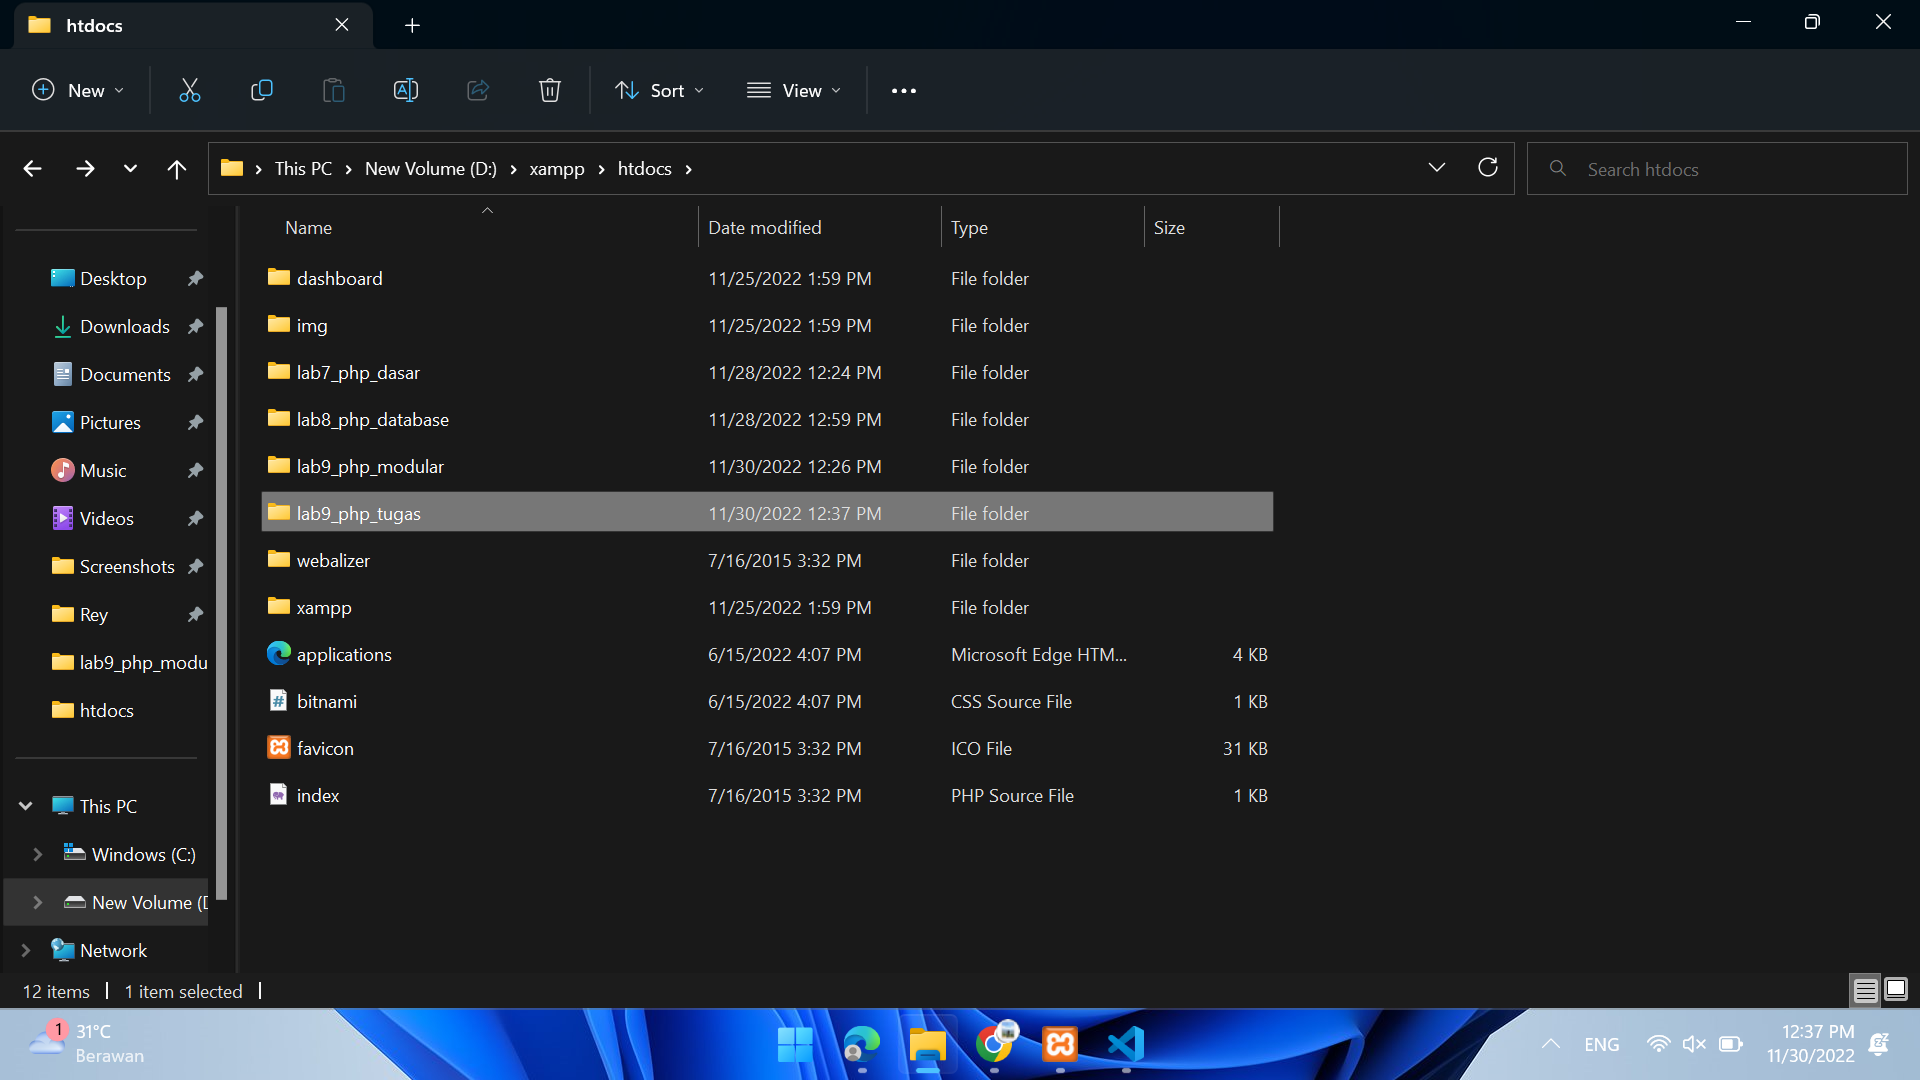 htdocs
New Sort View
This PC New Volume (D:) xampp htdocs Search htdocs
Name Date modified Type Size
Desktop
Downloads
Documents
Pictures
Music
Videos
Screenshots
Rey
lab9_php_modu
htdocs
This PC
Windows (C:)
New Volume (D
Network
dashboard 11/25/2022 1:59 PM File folder
img 11/25/2022 1:59 PM File folder
lab7_php_dasar 11/28/2022 12:24 PM File folder
lab8_php_database 11/28/2022 12:59 PM File folder
lab9_php_modular 11/30/2022 12:26 PM File folder
lab9_php_tugas 11/30/2022 12:37 PM File folder
webalizer 7/16/2015 3:32 PM File folder
xampp 11/25/2022 1:59 PM File folder
applications 6/15/2022 4:07 PM Microsoft Edge HTM... 4 KB
bitnami 6/15/2022 4:07 PM CSS Source File 1 KB
favicon 7/16/2015 3:32 PM ICO File 31 KB
index 7/16/2015 3:32 PM PHP Source File 1 KB
12 items 1 item selected
1 31°C
Berawan
ENG
12:37 PM
11/30/2022